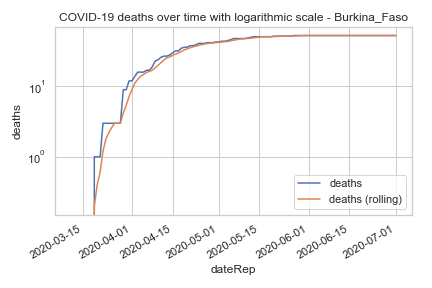 COVID-19 deaths over time with logarithmic scale - Burkina_Faso
deaths
10¹
10⁰
deaths
deaths (rolling)
2020-03-15
2020-04-01
2020-04-15
2020-05-01
2020-05-15
2020-06-01
2020-06-15
2020-07-01
dateRep